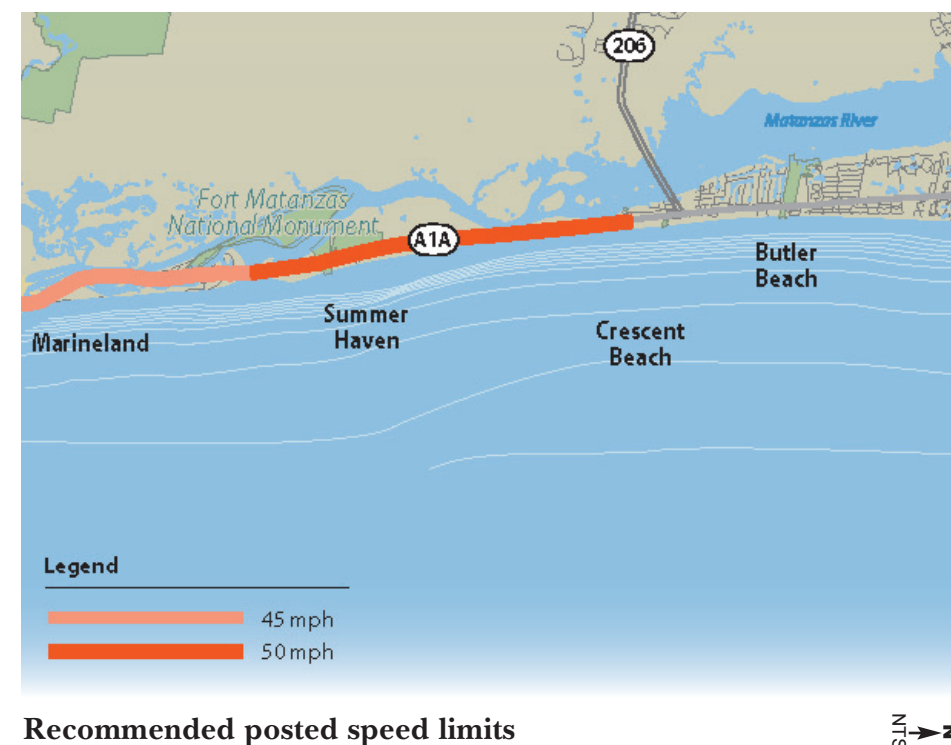 206
Matanzas River
Fort Matanzas
National Monument
A1A
Butler
Beach
Summer
Haven
Crescent
Beach
Marineland
Legend
45 mph
50 mph
Recommended posted speed limits
NTS